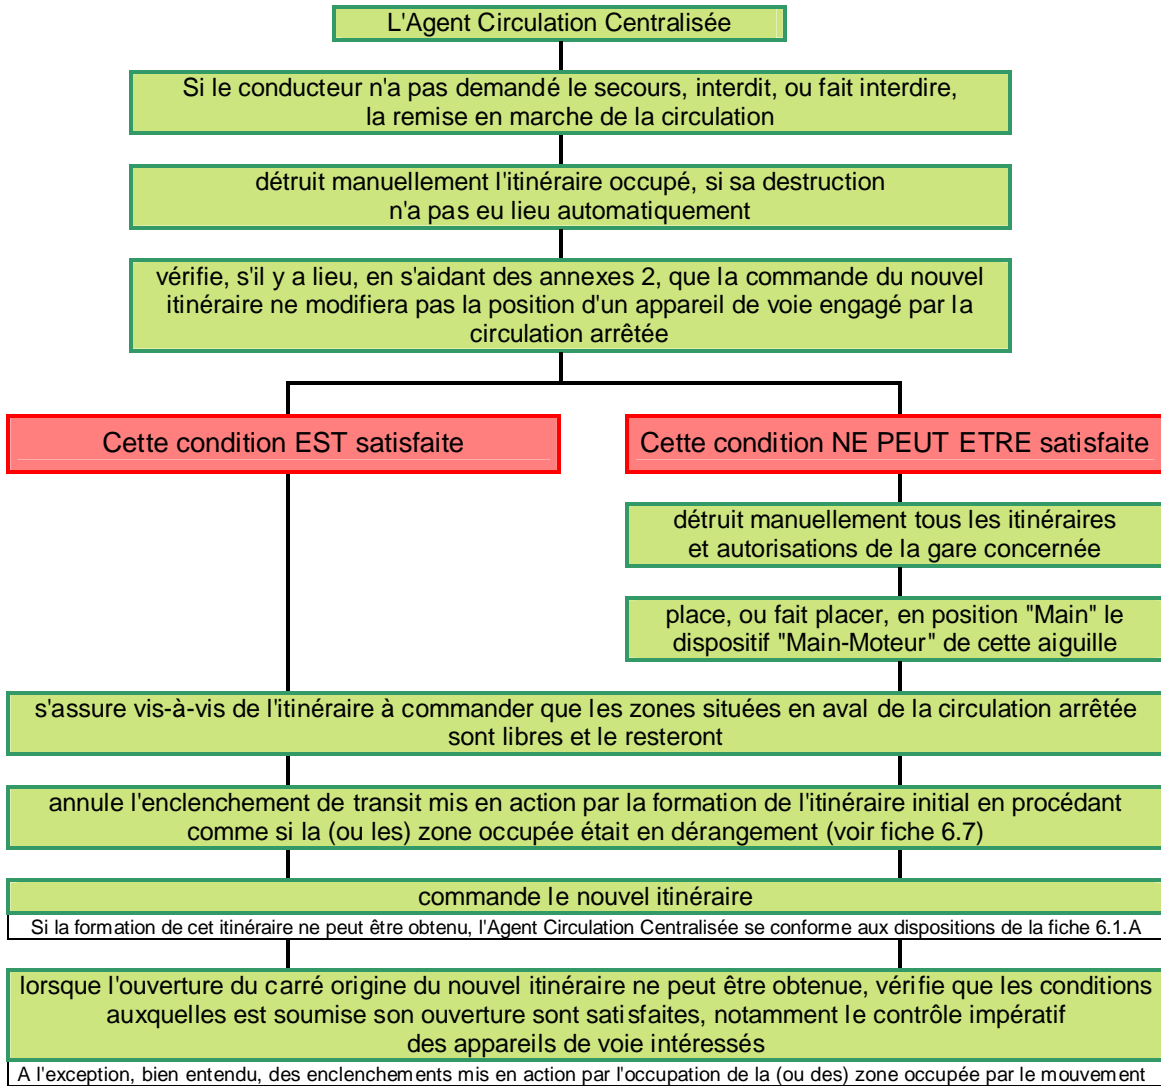 L'Agent Circulation Centralisée
Si le conducteur n'a pas demandé le secours, interdit, ou fait interdire,
la remise en marche de la circulation
détruit manuellement l'itinéraire occupé, si sa destruction
n'a pas eu lieu automatiquement
vérifie, s'il y a lieu, en s'aidant des annexes 2, que la commande du nouvel
itinéraire ne modifiera pas la position d'un appareil de voie engagé par la
circulation arrêtée
Cette condition EST satisfaite
Cette condition NE PEUT ETRE satisfaite
détruit manuellement tous les itinéraires
et autorisations de la gare concernée
place, ou fait placer, en position "Main" le
dispositif "Main-Moteur" de cette aiguille
s'assure vis-à-vis de l'itinéraire à commander que les zones situées en aval de la circulation arrêtée
sont libres et le resteront
annule l'enclenchement de transit mis en action par la formation de l'itinéraire initial en procédant
comme si la (ou les) zone occupée était en dérangement (voir fiche 6.7)
commande le nouvel itinéraire
Si la formation de cet itinéraire ne peut être obtenu, l'Agent Circulation Centralisée se conforme aux dispositions de la fiche 6.1.A
lorsque l'ouverture du carré origine du nouvel itinéraire ne peut être obtenue, vérifie que les conditions
auxquelles est soumise son ouverture sont satisfaites, notamment le contrôle impératif
des appareils de voie intéressés
A l'exception, bien entendu, des enclenchements mis en action par l'occupation de la (ou des) zone occupée par le mouvement